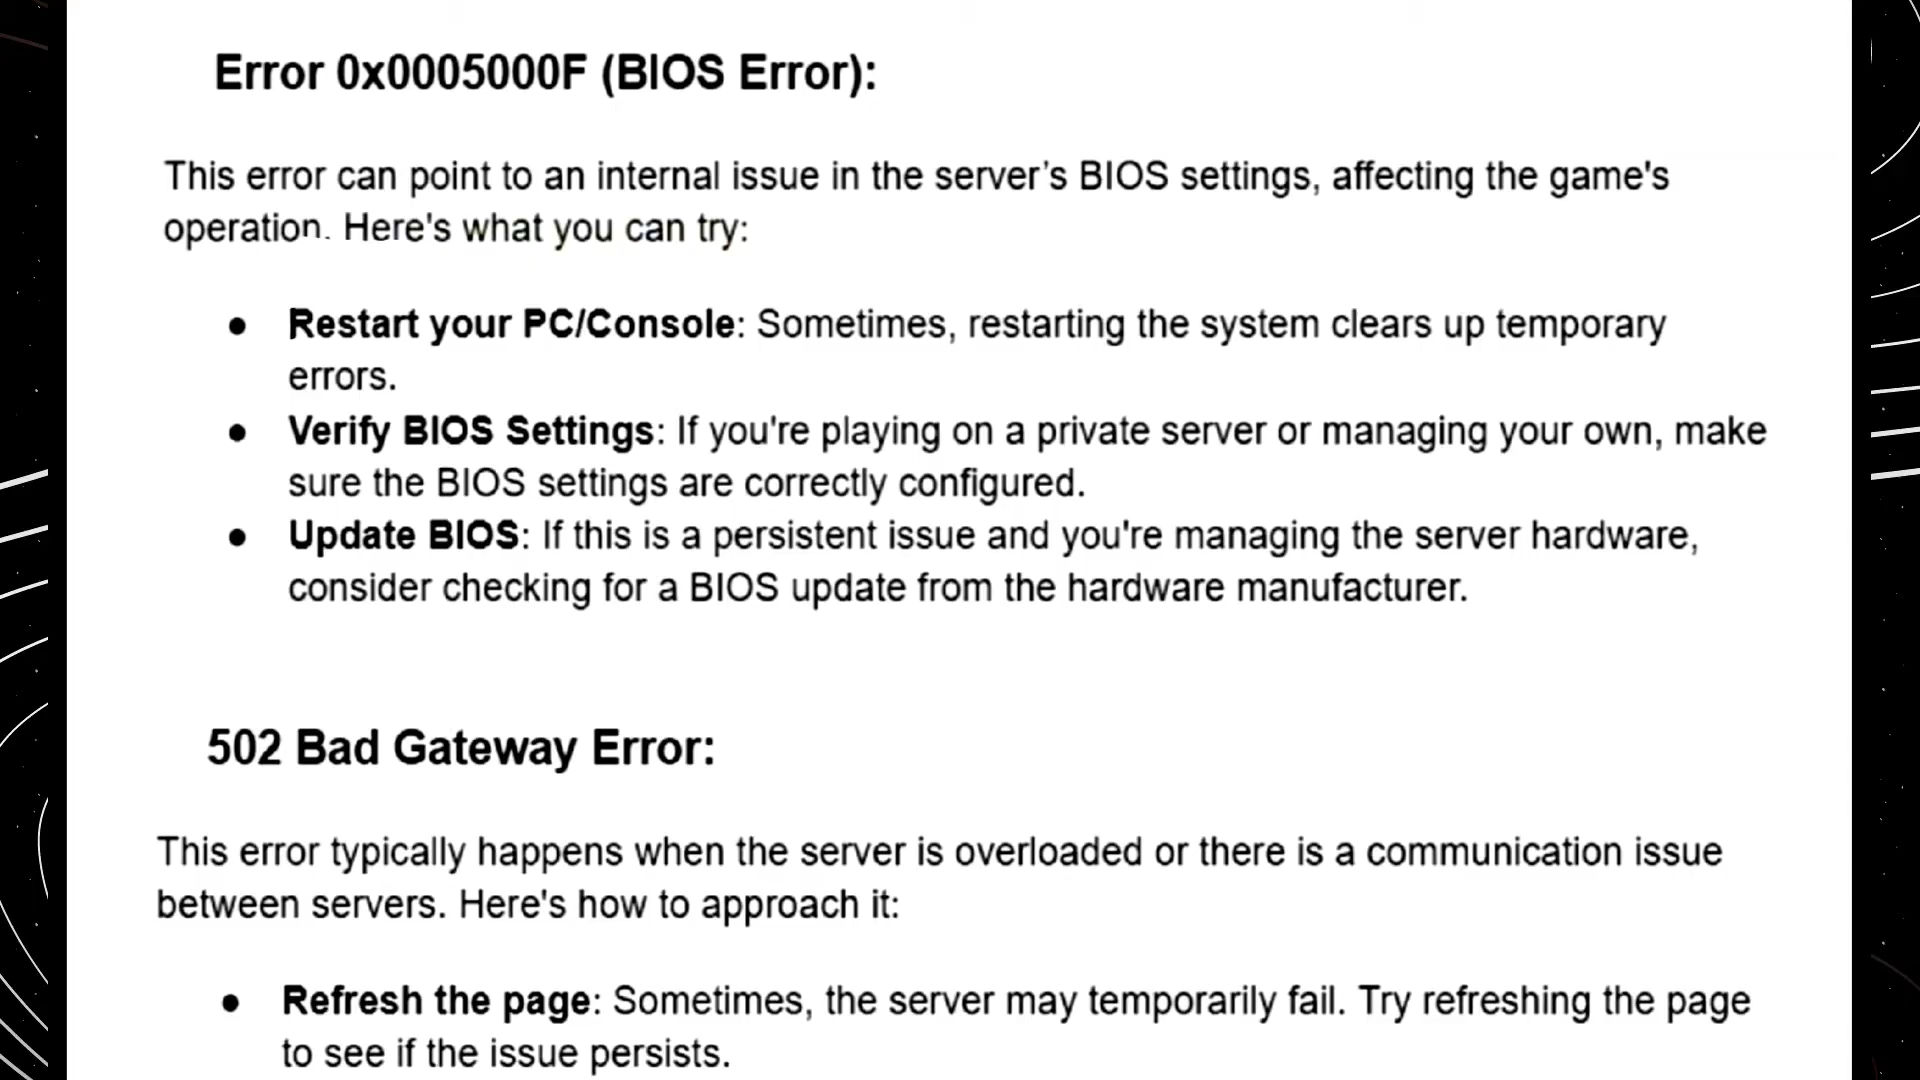 Error 0x0005000F (BIOS Error):
This error can point to an internal issue in the server’s BIOS settings, affecting the game's
operation. Here's what you can try:
● Restart your PC/Console: Sometimes, restarting the system clears up temporary
errors.
● Verify BIOS Settings: If you're playing on a private server or managing your own, make
sure the BIOS settings are correctly configured.
● Update BIOS: If this is a persistent issue and you're managing the server hardware,
consider checking for a BIOS update from the hardware manufacturer.
502 Bad Gateway Error:
This error typically happens when the server is overloaded or there is a communication issue
between servers. Here's how to approach it:
● Refresh the page: Sometimes, the server may temporarily fail. Try refreshing the page
to see if the issue persists.